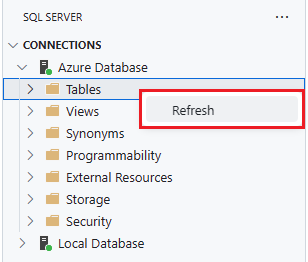 SQL SERVER
CONNECTIONS
Azure Database
Tables
Refresh
Views
Synonyms
Programmability
External Resources
Storage
Security
Local Database